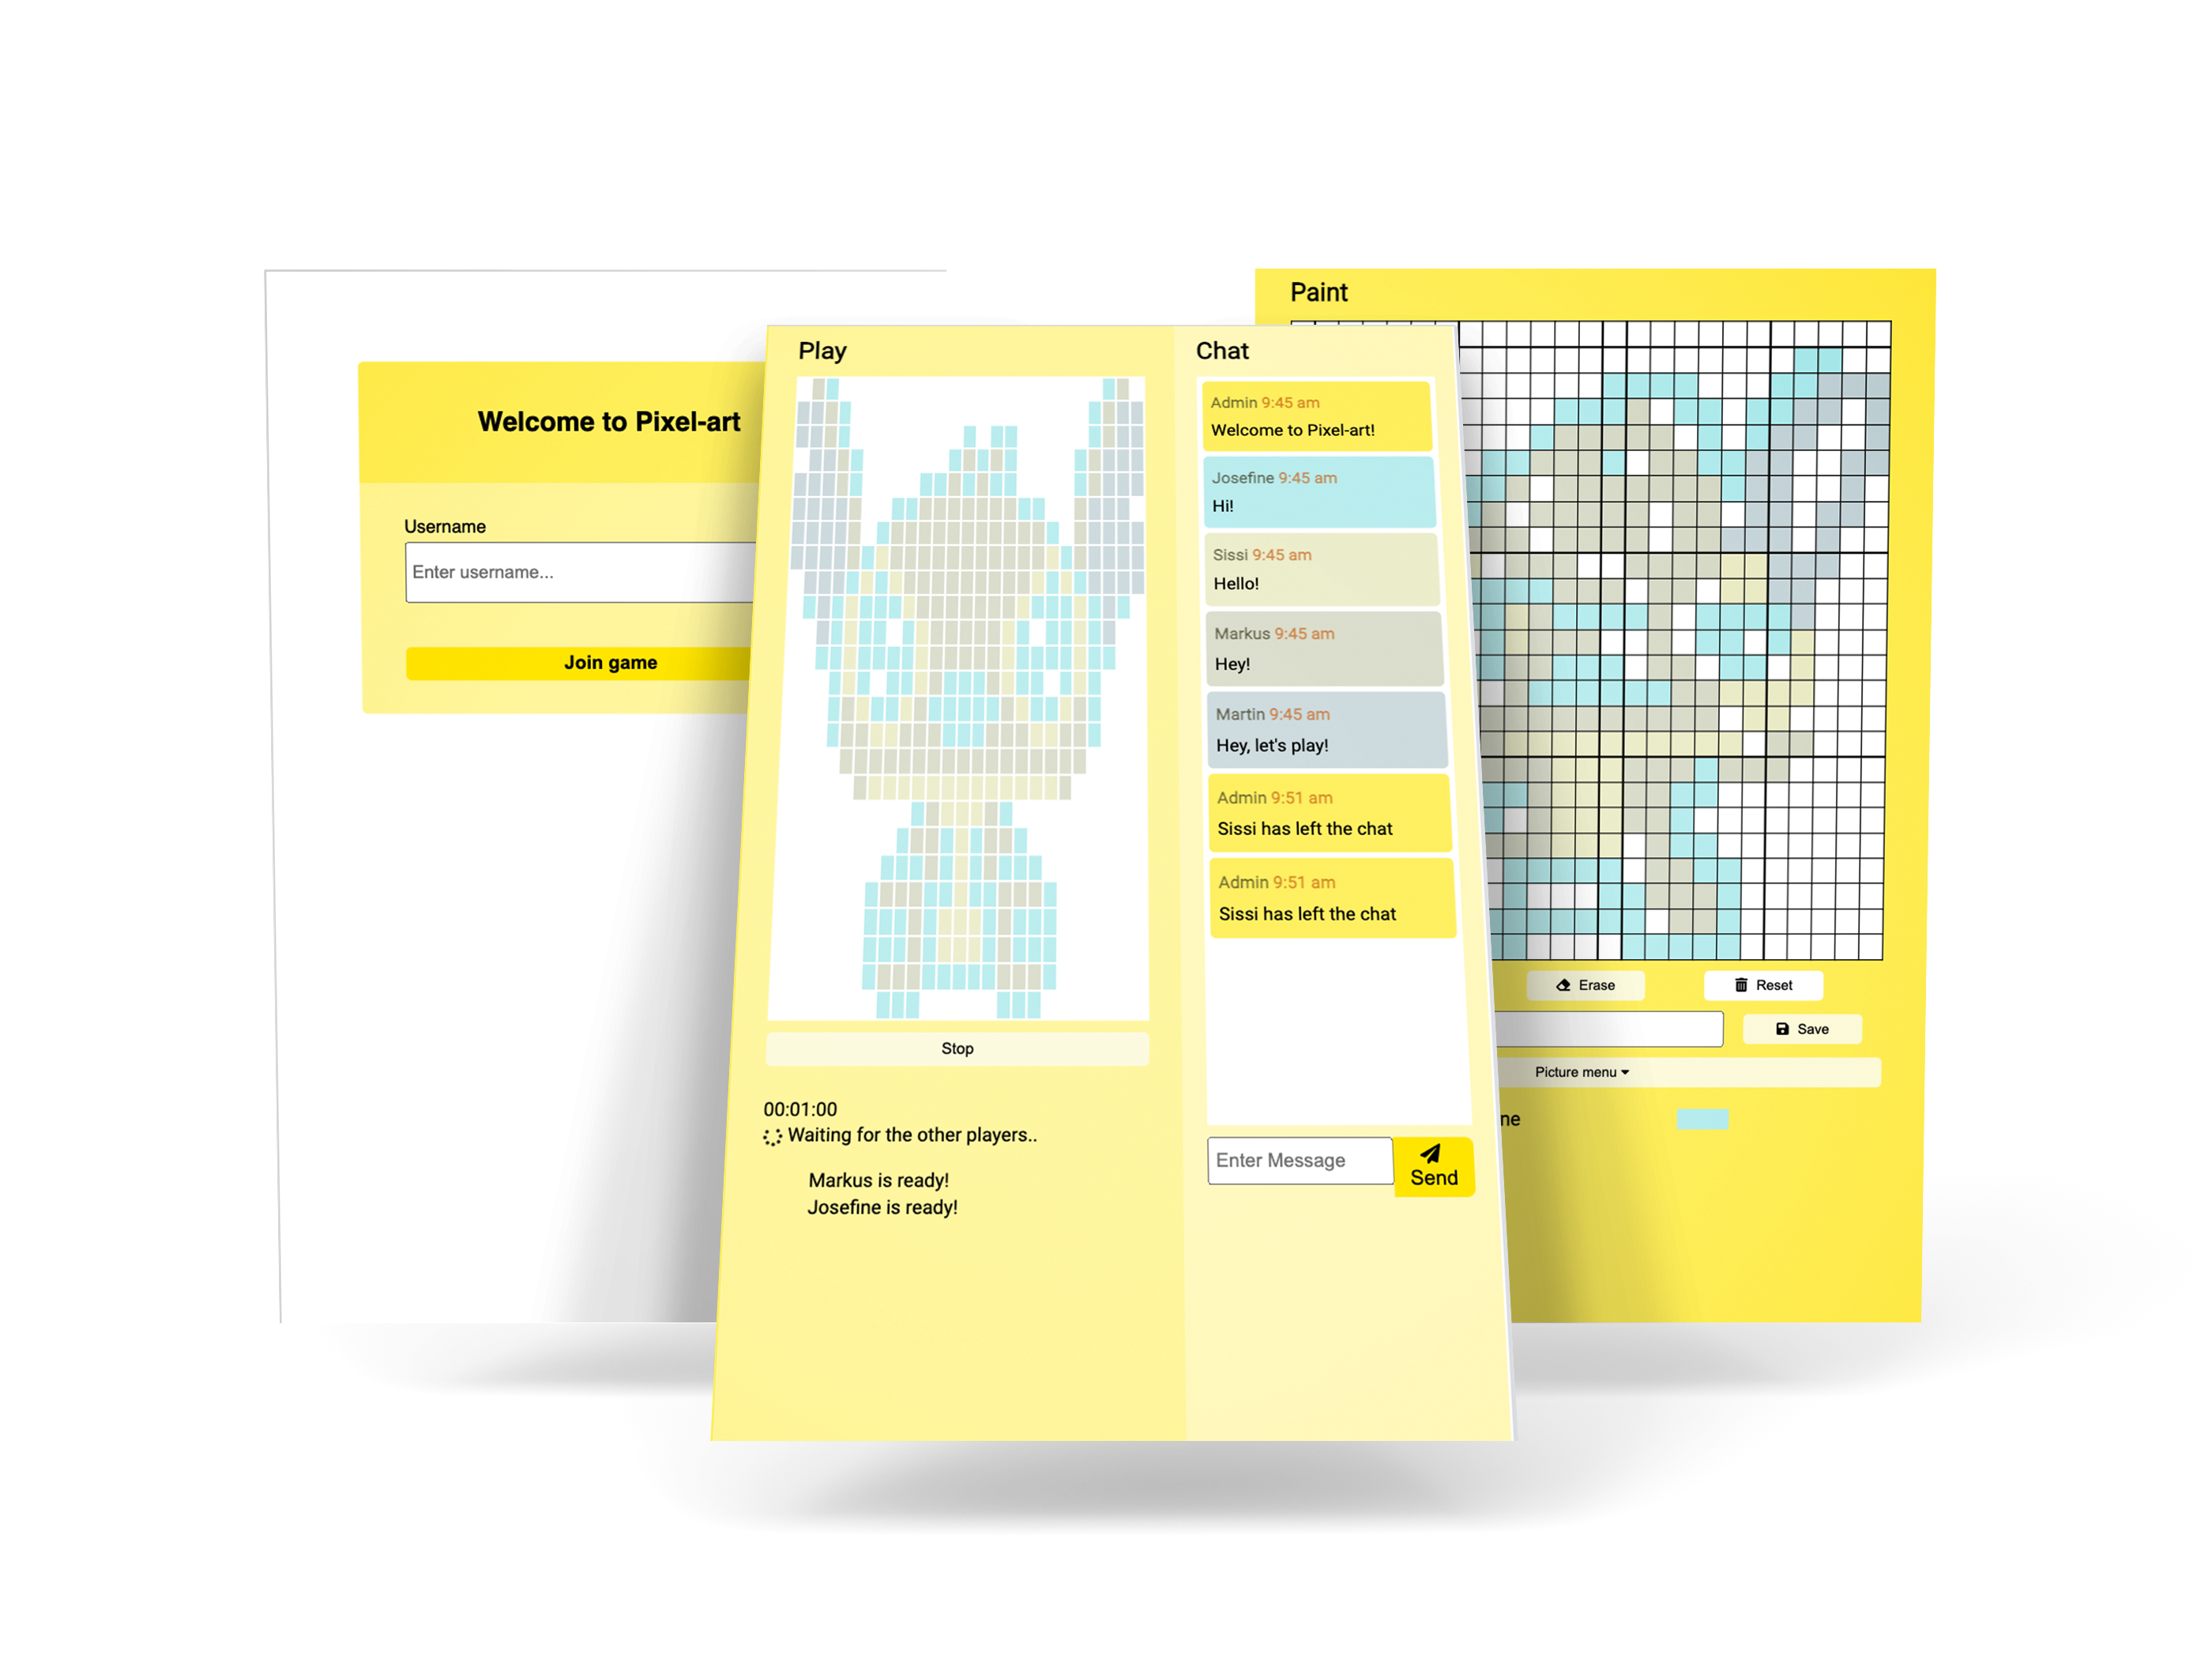 Welcome to Pixel-art
Username
Enter username...
Join game
Play
Stop
00:01:00
Waiting for the other players..
Markus is ready!
Josefine is ready!
Chat
Admin 9:45 am
Welcome to Pixel-art!
Josefine 9:45 am
Hi!
Sissi 9:45 am
Hello!
Markus 9:45 am
Hey!
Martin 9:45 am
Hey, let's play!
Admin 9:51 am
Sissi has left the chat
Admin 9:51 am
Sissi has left the chat
Enter Message
Send
Paint
Erase
Reset
Save
Picture menu